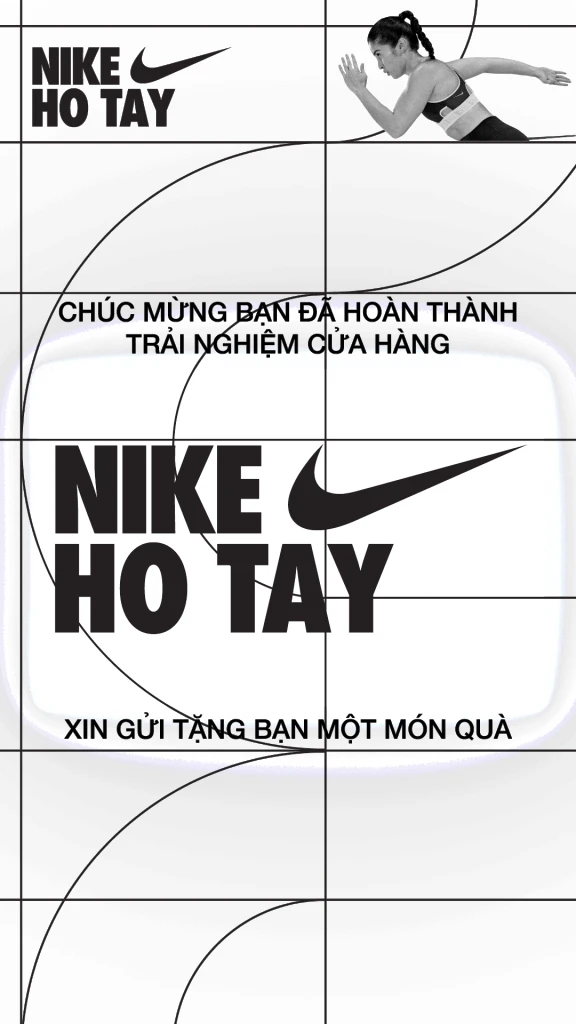 NIKE
HO TAY
CHÚC MỪNG BẠN ĐÃ HOÀN THÀNH
TRẢI NGHIỆM CỬA HÀNG
NIKE
HO TAY
XIN GỬI TẶNG BẠN MỘT MÓN QUÀ